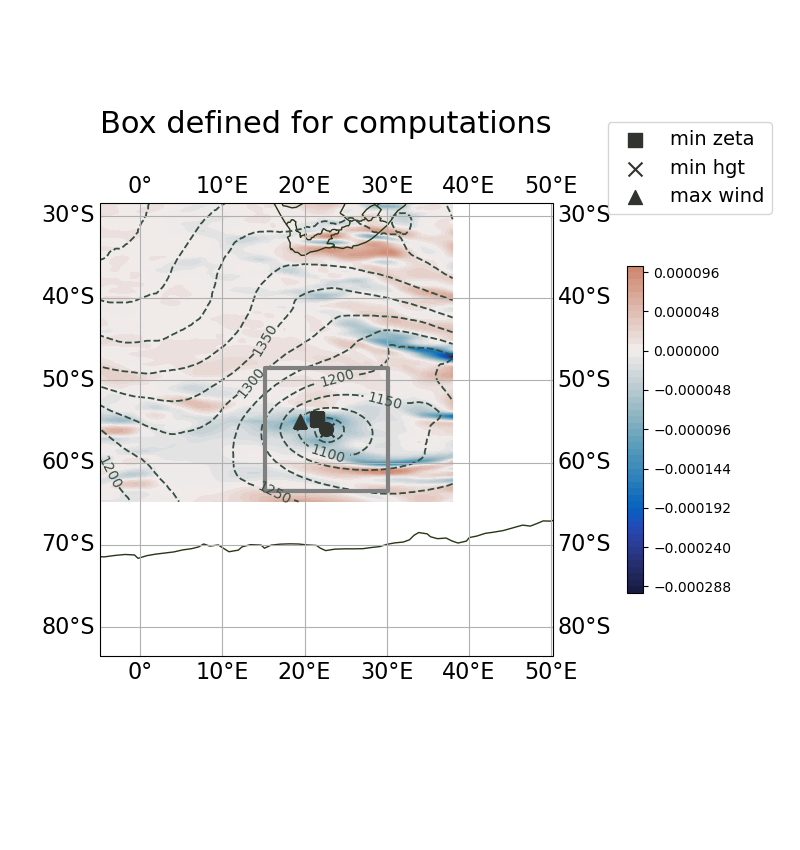 Box defined for computations
min zeta
min hgt
max wind
0° 10°E 20°E 30°E 40°E 50°E
30°S 30°S
40°S 40°S
50°S 50°S
60°S 60°S
70°S 70°S
80°S 80°S
0° 10°E 20°E 30°E 40°E 50°E
1350
1300
1200
1150
1100
1200
1250
0.000096
0.000048
0.000000
−0.000048
−0.000096
−0.000144
−0.000192
−0.000240
−0.000288